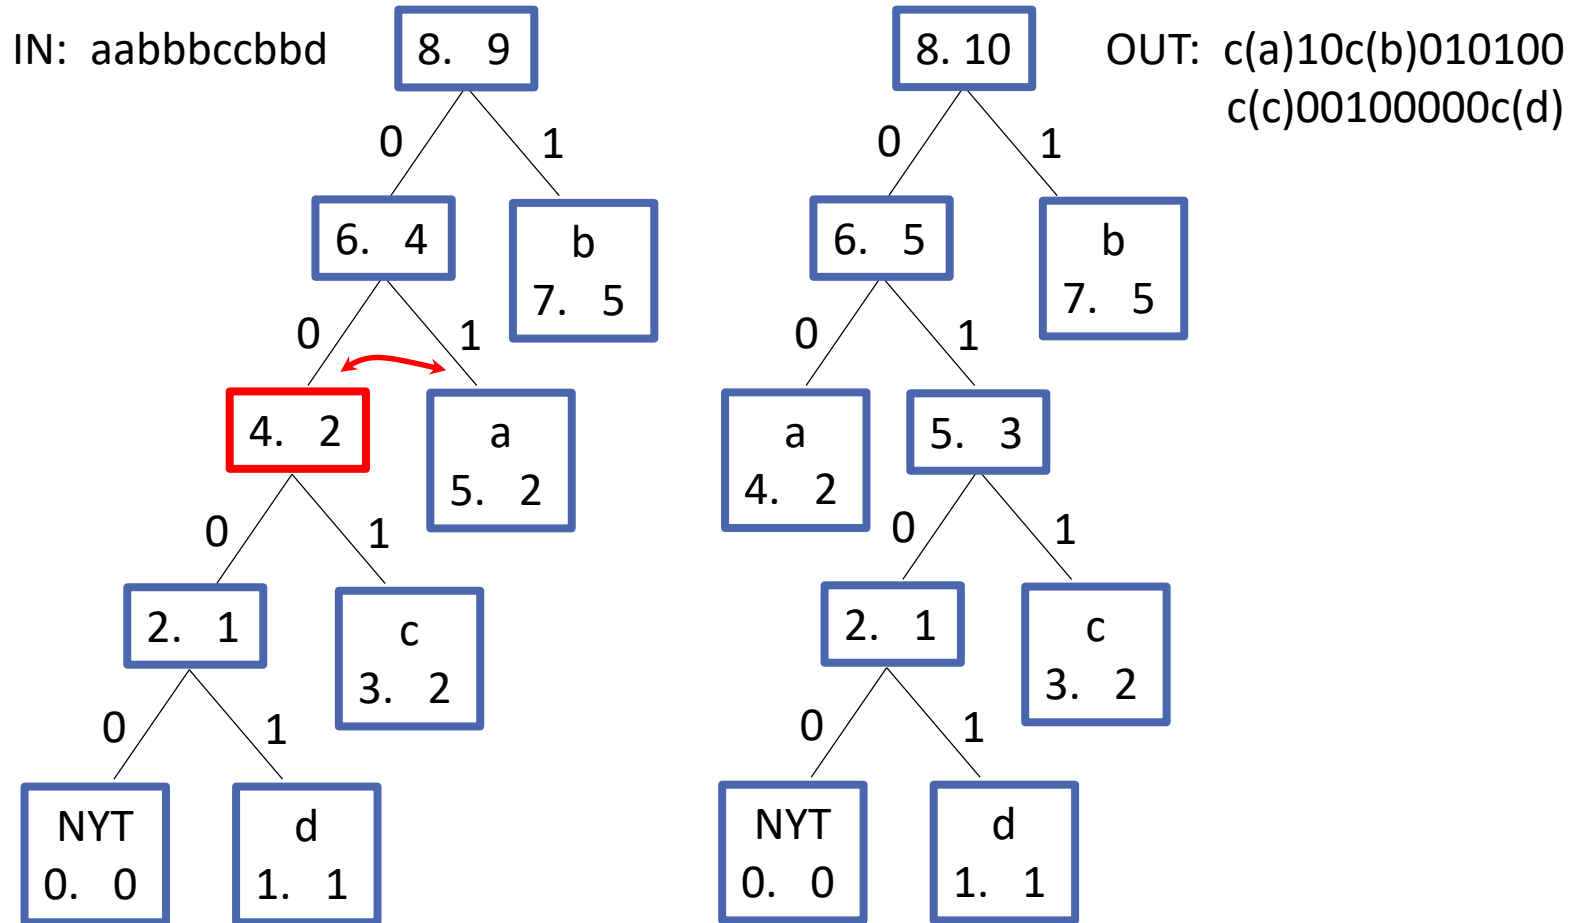 IN: aabbbccbbd
8. 9
8. 10
OUT: c(a)10c(b)010100
c(c)00100000c(d)
0
1
0
1
6. 4
b
7. 5
6. 5
b
7. 5
0
1
0
1
4. 2
a
5. 2
a
4. 2
5. 3
0
1
0
1
2. 1
c
3. 2
2. 1
c
3. 2
0
1
0
1
NYT
0. 0
d
1. 1
NYT
0. 0
d
1. 1